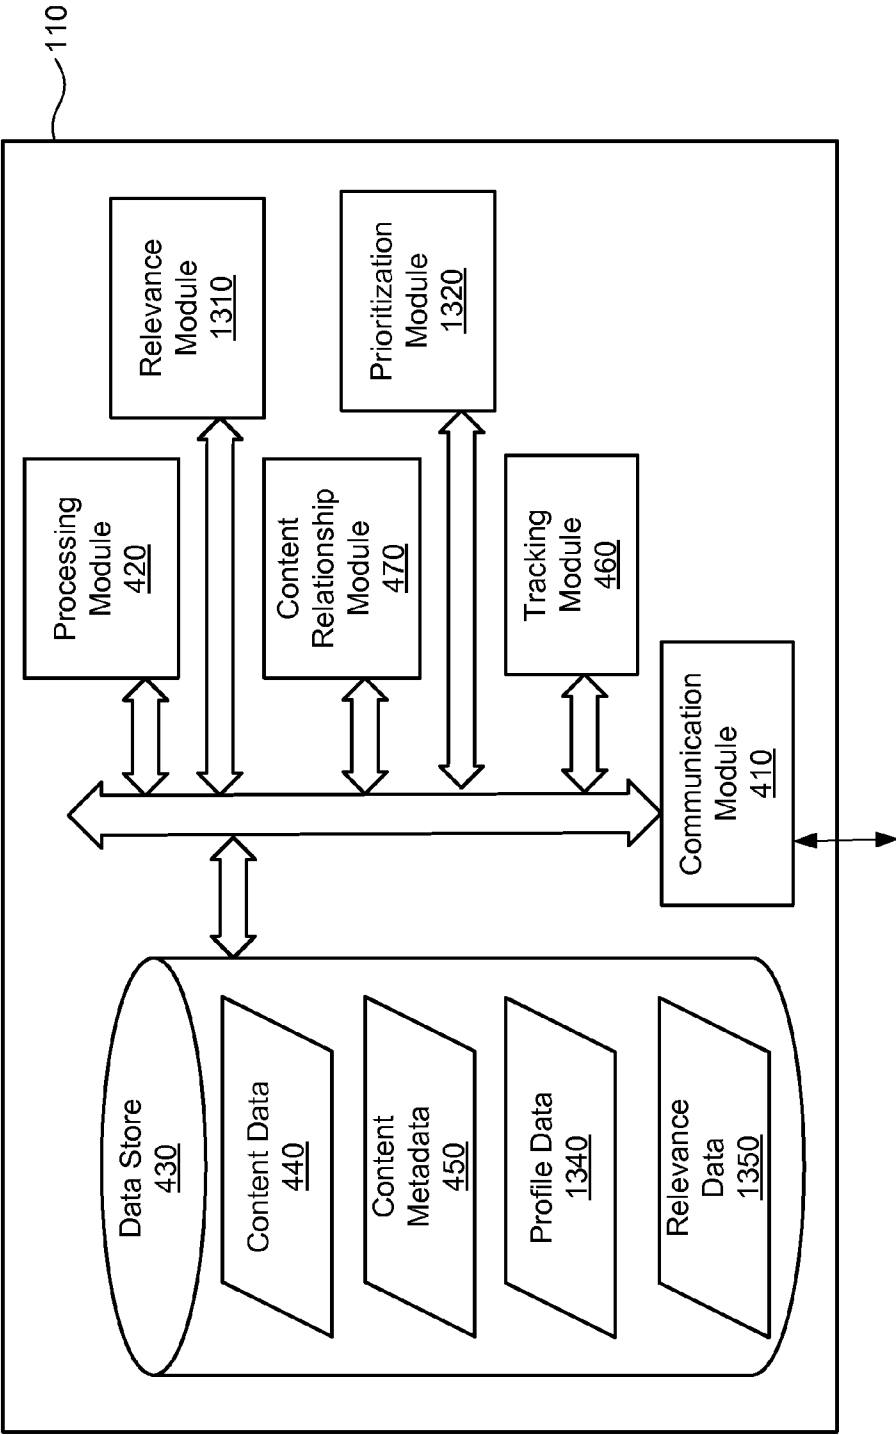 110
Data Store
430
Content Data
440
Content
Metadata
450
Profile Data
1340
Relevance
Data
1350
Processing
Module
420
Relevance
Module
1310
Content
Relationship
Module
470
Prioritization
Module
1320
Tracking
Module
460
Communication
Module
410